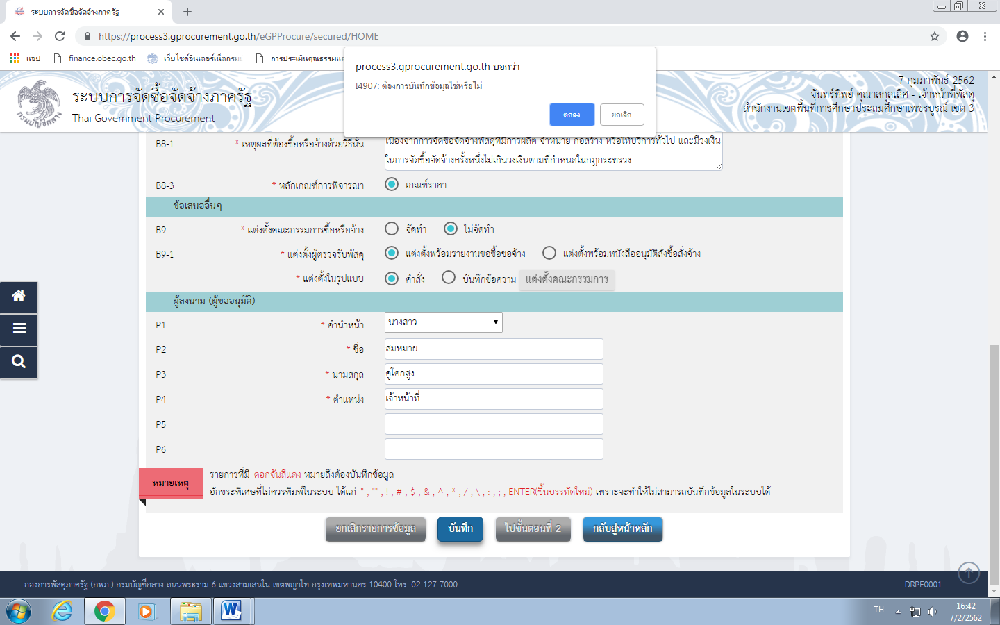 ระบบการจัดซื้อจัดจ้างภาครัฐ
https://process3.gprocurement.go.th/eGPProcure/secured/HOME
แอป
finance.obec.go.th
เว็บไซต์อินเตอร์เน็ตกรม
การประเมินคุณธรรมและ
process3.gprocurement.go.th บอกว่า
I4907: ต้องการบันทึกข้อมูลใช่หรือไม่
ตกลง
ยกเลิก
ระบบการจัดซื้อจัดจ้างภาครัฐ
Thai Government Procurement
กรมบัญชีกลาง
7 กุมภาพันธ์ 2562
จันทร์ทิพย์ คุณาสกุลเลิศ - เจ้าหน้าที่พัสดุ
สำนักงานเขตพื้นที่การศึกษาประถมศึกษาเพชรบูรณ์ เขต 3
B8-1 * เหตุผลที่ต้องซื้อหรือจ้างด้วยวิธีนั้น
เนื่องจากการจัดซื้อจัดจ้างพัสดุที่มีการผลิต จำหน่าย ก่อสร้าง หรือให้บริการทั่วไป และมีวงเงิน
ในการจัดซื้อจัดจ้างครั้งหนึ่งไม่เกินวงเงินตามที่กำหนดในกฎกระทรวง
B8-3 * หลักเกณฑ์การพิจารณา เกณฑ์ราคา
ข้อเสนออื่นๆ
B9 * แต่งตั้งคณะกรรมการซื้อหรือจ้าง จัดทำ ไม่จัดทำ
B9-1 * แต่งตั้งผู้ตรวจรับพัสดุ แต่งตั้งพร้อมรายงานขอซื้อขอจ้าง แต่งตั้งพร้อมหนังสืออนุมัติสั่งซื้อสั่งจ้าง
* แต่งตั้งในรูปแบบ คำสั่ง บันทึกข้อความ แต่งตั้งคณะกรรมการ
ผู้ลงนาม (ผู้ขออนุมัติ)
P1 * คำนำหน้า นางสาว
P2 * ชื่อ สมหมาย
P3 * นามสกุล คูโคกสูง
P4 * ตำแหน่ง เจ้าหน้าที่
P5
P6
หมายเหตุ
รายการที่มี ดอกจันสีแดง หมายถึงต้องบันทึกข้อมูล
อักขระพิเศษที่ไม่ควรพิมพ์ในระบบ ได้แก่ " , "" , ! , # , $ , & , ^ , * , / , \ , : , ; , ENTER(ขึ้นบรรทัดใหม่) เพราะจะทำให้ไม่สามารถบันทึกข้อมูลในระบบได้
ยกเลิกรายการข้อมูล
บันทึก
ไปขั้นตอนที่ 2
กลับสู่หน้าหลัก
กองการพัสดุภาครัฐ (กพภ.) กรมบัญชีกลาง ถนนพระราม 6 แขวงสามเสนใน เขตพญาไท กรุงเทพมหานคร 10400 โทร. 02-127-7000
DRPE0001
TH
16:42
7/2/2562